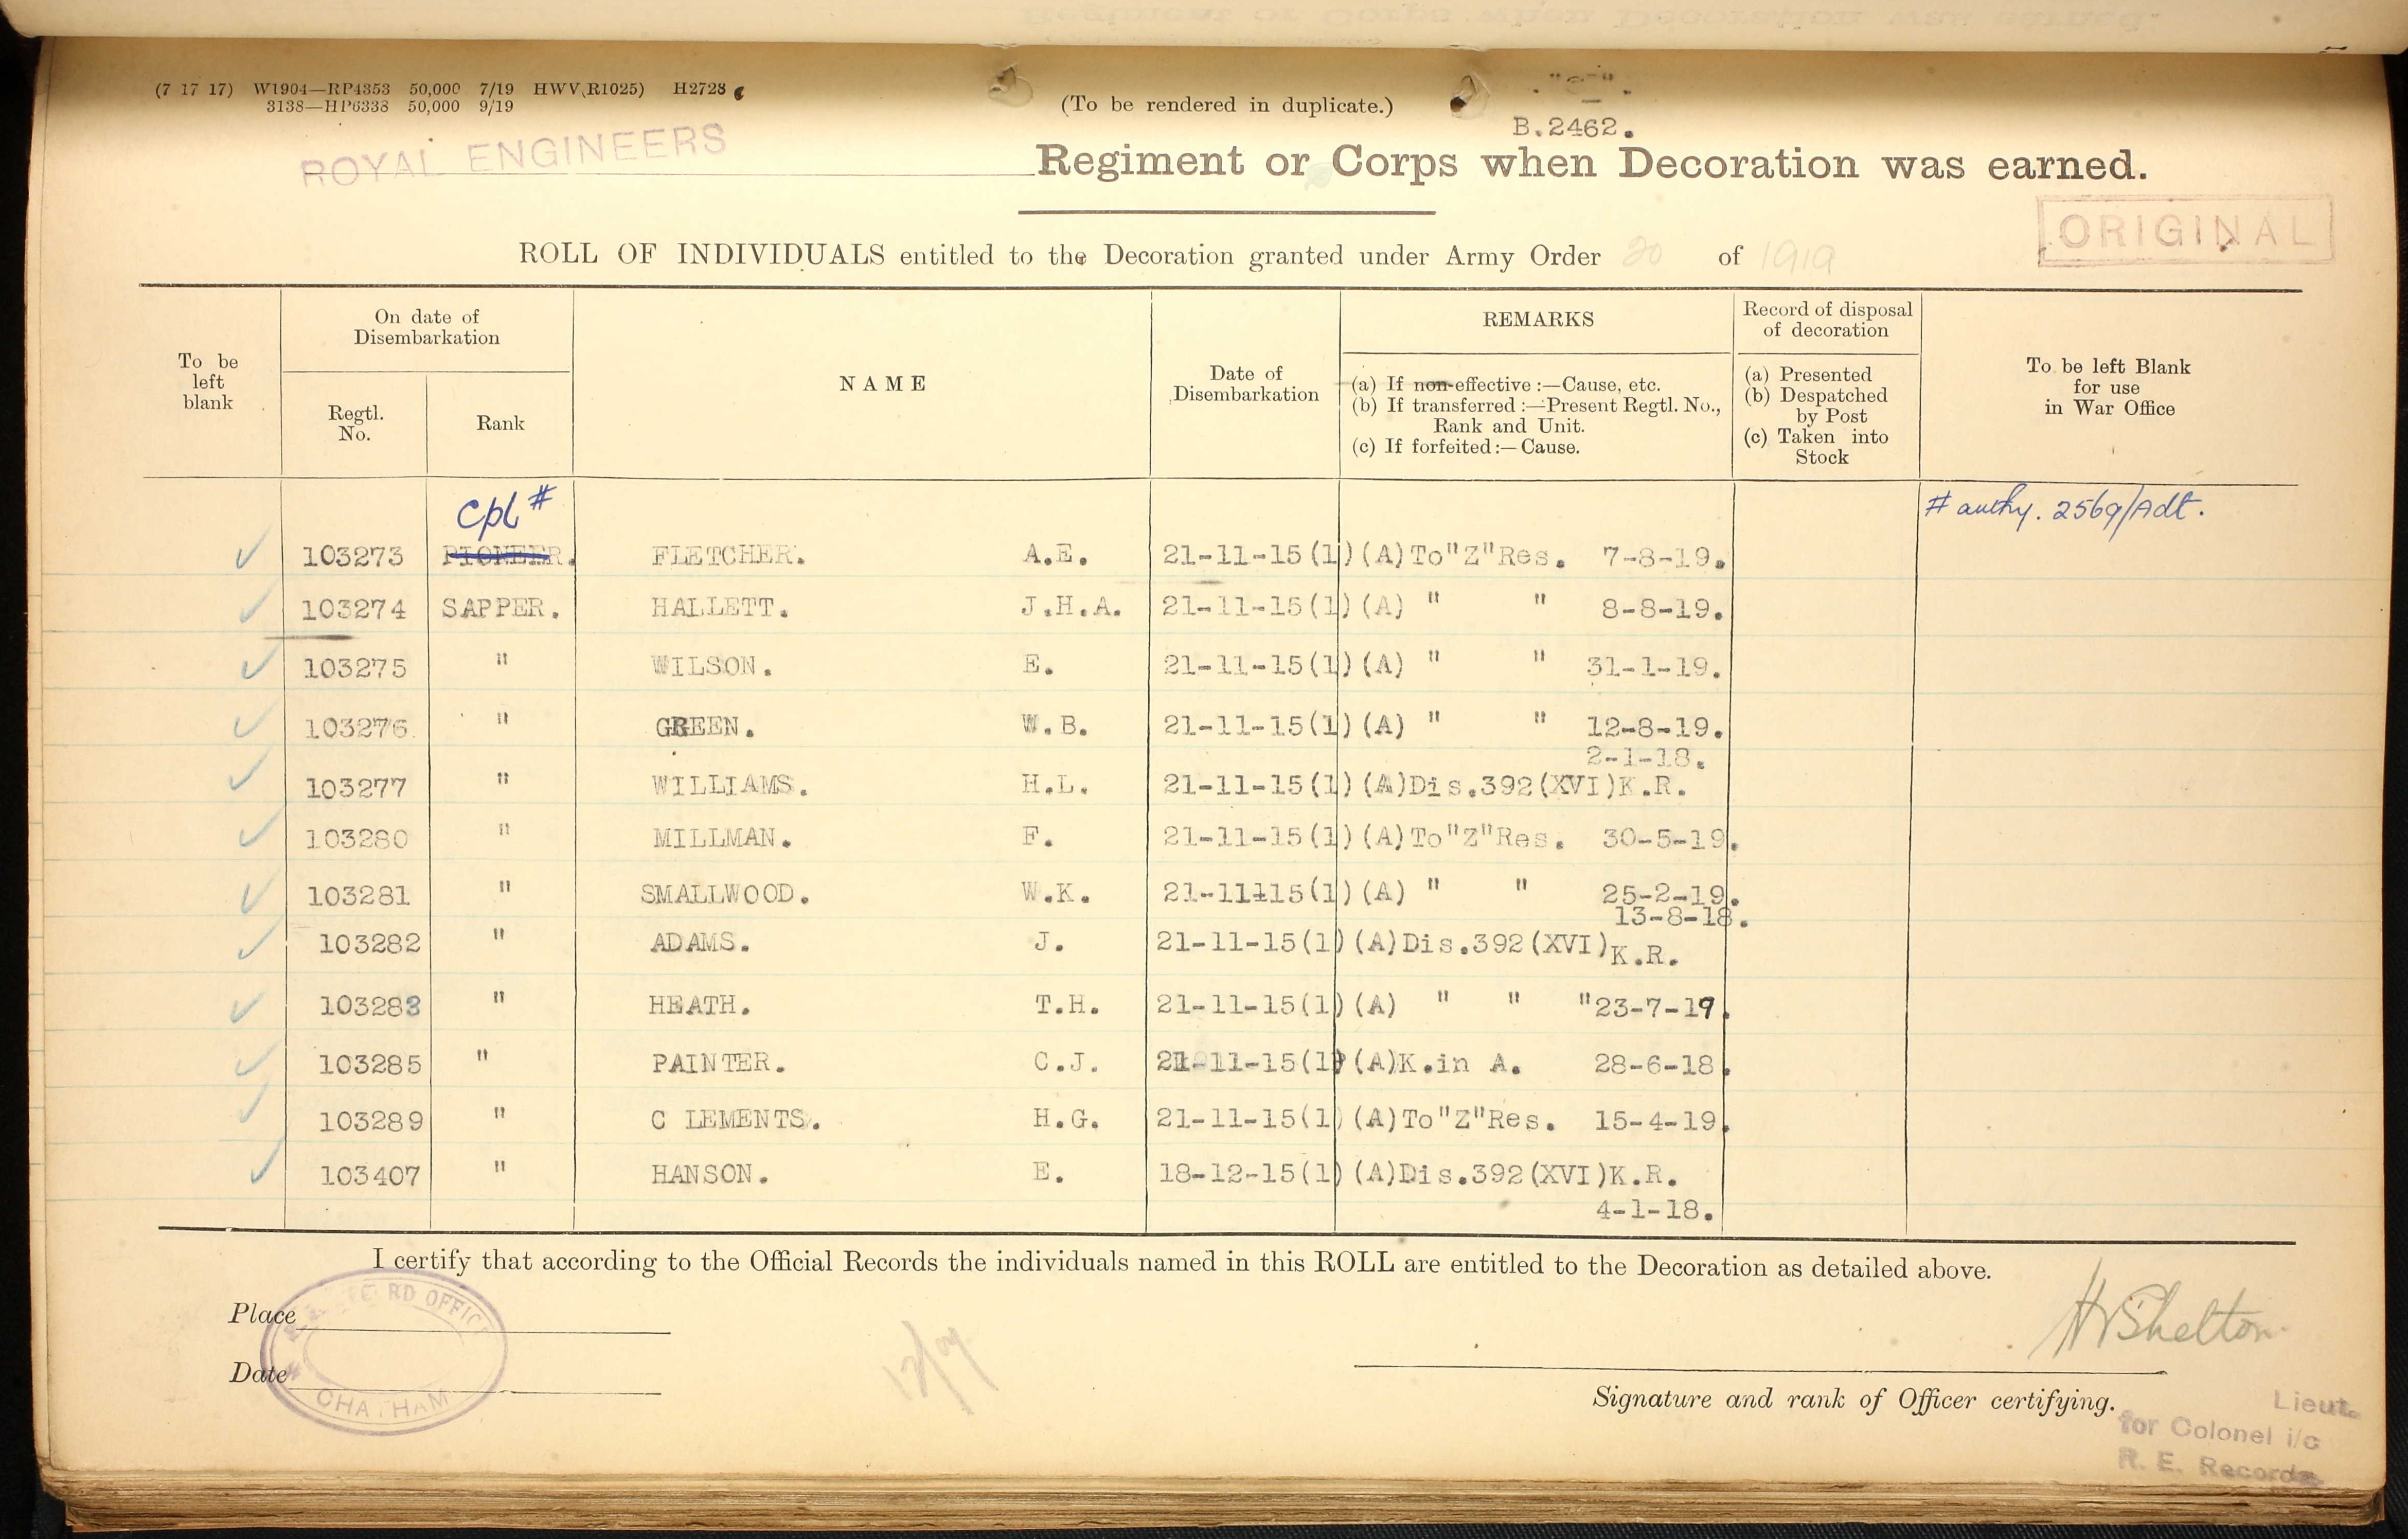 (7 17 17) W1904—RP4353 50,000 7/19 HWV(R1025) H2728
3138—HP6338 50,000 9/19
(To be rendered in duplicate.)
B.2462.
ROYAL ENGINEERS Regiment or Corps when Decoration was earned.
ORIGINAL
ROLL OF INDIVIDUALS entitled to the Decoration granted under Army Order 20 of 1919
To be left blank
On date of Disembarkation
Regtl. No.
Rank
NAME
Date of Disembarkation
REMARKS
(a) If non-effective :—Cause, etc.
(b) If transferred :—Present Regtl. No., Rank and Unit.
(c) If forfeited :—Cause.
Record of disposal of decoration
(a) Presented
(b) Despatched by Post
(c) Taken into Stock
To be left Blank for use in War Office
Cpl # # authy. 2569/Adt.
103273 PIONEER. FLETCHER. A.E. 21-11-15(1) (A)To"Z"Res. 7-8-19.
103274 SAPPER. HALLETT. J.H.A. 21-11-15(1) (A) " " 8-8-19.
103275 " WILSON. E. 21-11-15(1) (A) " " 31-1-19.
103276 " GREEN. W.B. 21-11-15(1) (A) " " 12-8-19.
2-1-18.
103277 " WILLIAMS. H.L. 21-11-15(1) (A)Dis.392(XVI)K.R.
103280 " MILLMAN. F. 21-11-15(1) (A)To"Z"Res. 30-5-19.
103281 " SMALLWOOD. W.K. 21-11-15(1) (A) " " 25-2-19.
13-8-18.
103282 " ADAMS. J. 21-11-15(1) (A)Dis.392(XVI)K.R.
103283 " HEATH. T.H. 21-11-15(1) (A) " " "23-7-19.
103285 " PAINTER. C.J. 21-11-15(1) (A)K.in A. 28-6-18.
103289 " C LEMENTS. H.G. 21-11-15(1) (A)To"Z"Res. 15-4-19.
103407 " HANSON. E. 18-12-15(1) (A)Dis.392(XVI)K.R.
4-1-18.
I certify that according to the Official Records the individuals named in this ROLL are entitled to the Decoration as detailed above.
Place
Date
RD OFFICE
CHATHAM
Shelton
Signature and rank of Officer certifying.
Lieut.
for Colonel i/c
R. E. Records